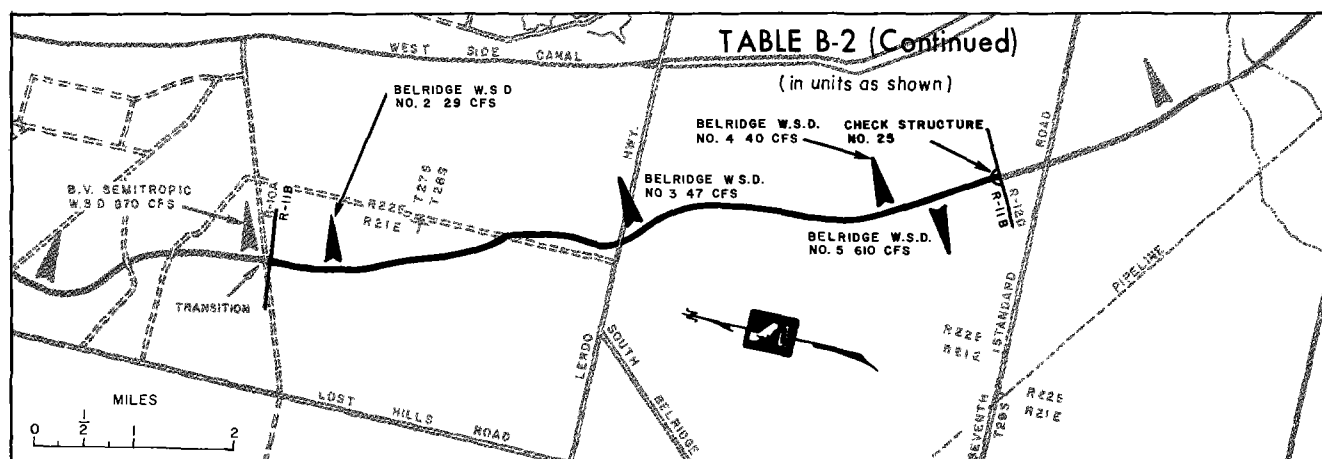 TABLE B-2 (Continued)
(in units as shown)
WEST SIDE CANAL
BELRIDGE W.S.D
NO. 2 29 CFS
BELRIDGE W.S.D.
NO. 4 40 CFS
CHECK STRUCTURE
NO. 25
ROAD
HWY.
BELRIDGE W.S.D.
NO 3 47 CFS
B.V. SEMITROPIC
W.S.D 870 CFS
R-10A
R-11B
R22E
R21E
T27S
T28S
R-11B
R-12C
BELRIDGE W.S.D.
NO. 5 610 CFS
TRANSITION
N
PIPELINE
LERDO
SOUTH
BELRIDGE
R22E
R21E
SEVENTH STANDARD
T29S
R22E
R21E
MILES
0 1/2 1 2
LOST HILLS ROAD